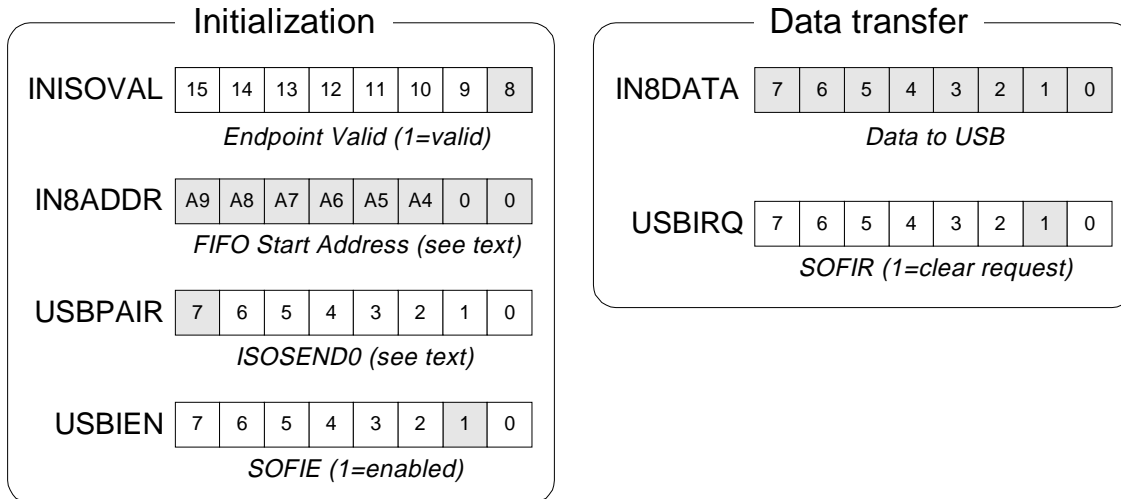 Initialization
INISOVAL 15 14 13 12 11 10 9 8
Endpoint Valid (1=valid)
IN8ADDR A9 A8 A7 A6 A5 A4 0 0
FIFO Start Address (see text)
USBPAIR 7 6 5 4 3 2 1 0
ISOSEND0 (see text)
USBIEN 7 6 5 4 3 2 1 0
SOFIE (1=enabled)
Data transfer
IN8DATA 7 6 5 4 3 2 1 0
Data to USB
USBIRQ 7 6 5 4 3 2 1 0
SOFIR (1=clear request)